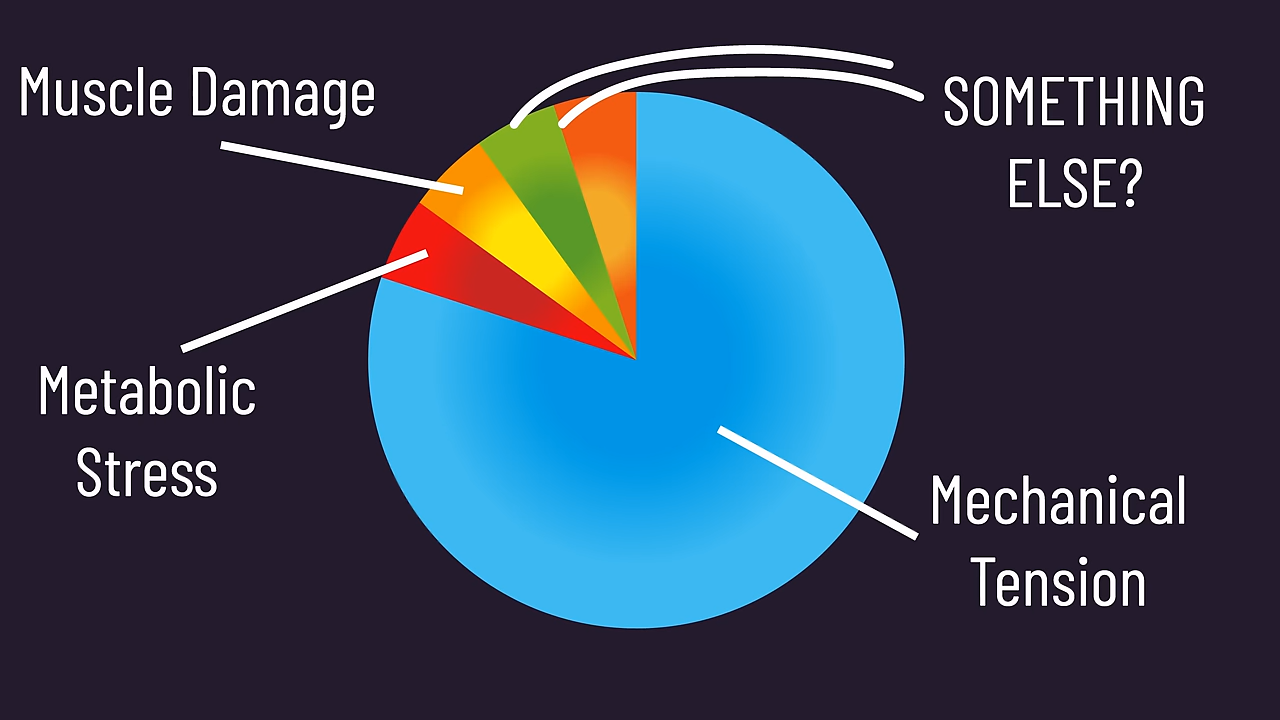 Muscle Damage
SOMETHING
ELSE?
Metabolic
Stress
Mechanical
Tension